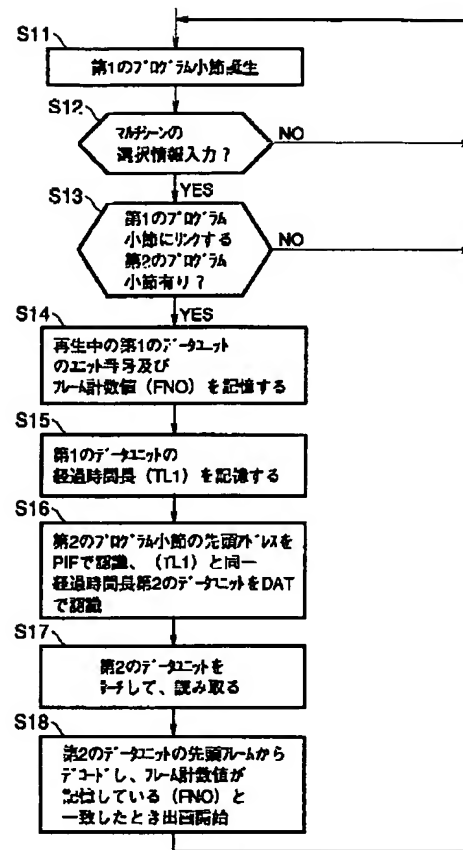 S11
第1のプログラム小節誕生
S12
マルチシーンの
選択情報入力?
NO
YES
S13
第1のプログラム
小節にリンクする
第2のプログラム
小節有り?
NO
YES
S14
再生中の第1のデータユニット
のユニット番号及び
フレーム計数値(FNO)を記憶する
S15
第1のデータユニットの
経過時間長(TL1)を記憶する
S16
第2のプログラム小節の先頭アドレスを
PIFで認識、(TL1)と同一
経過時間長第2のデータユニットをDAT
で認識
S17
第2のデータユニットを
サーチして、読み取る
S18
第2のデータユニットの先頭フレームから
デコードし、フレーム計数値が
記憶している(FNO)と
一致したとき出画開始